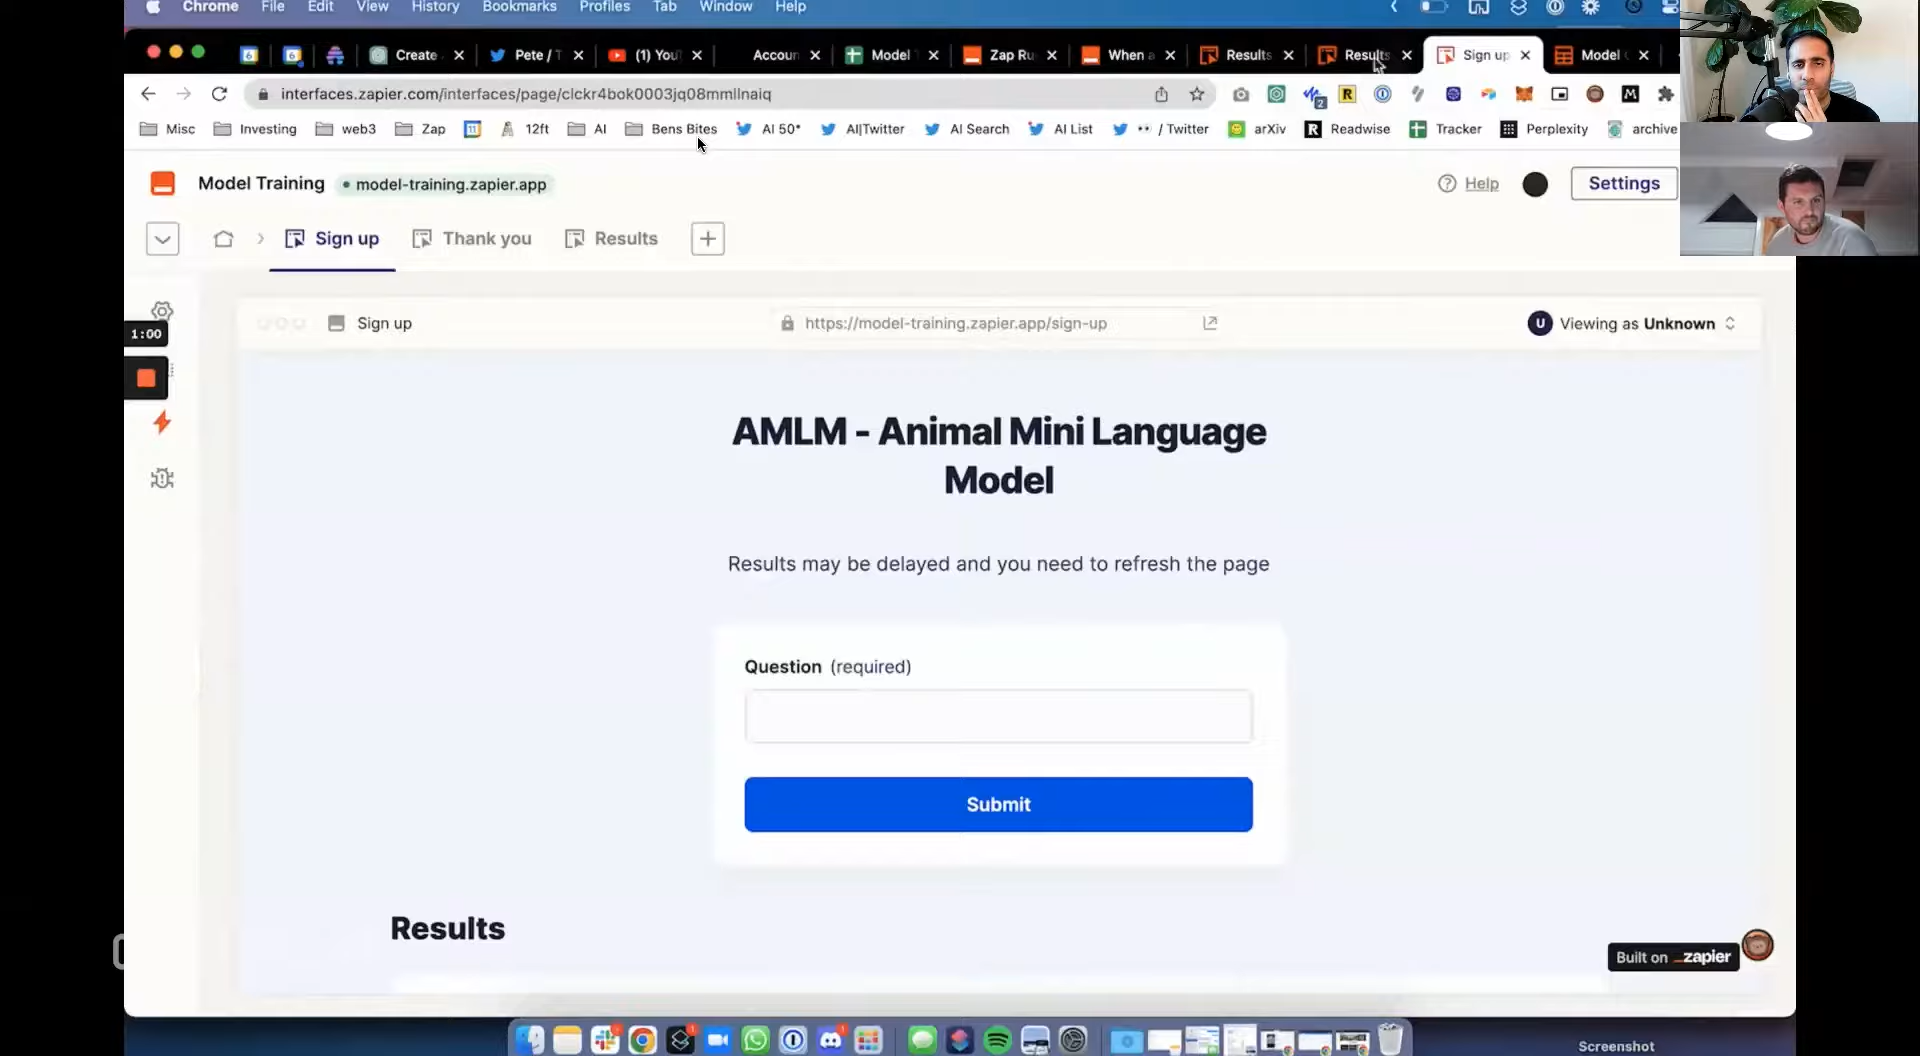 Chrome File Edit View History Bookmarks Profiles Tab Window Help
Create Pete / T (1) You Accoun Model Zap Ru When a Results Results Sign up Model
interfaces.zapier.com/interfaces/page/clckr4bok0003jq08mmllnaiq
2
Misc Investing web3 Zap 12ft AI Bens Bites AI 50* AI|Twitter AI Search AI List 👀 / Twitter arXiv Readwise Tracker Perplexity archive
Model Training • model-training.zapier.app Help Settings
Sign up Thank you Results
1:00
Sign up https://model-training.zapier.app/sign-up U Viewing as Unknown
AMLM - Animal Mini Language
Model
Results may be delayed and you need to refresh the page
Question (required)
Submit
Results
Built on _zapier
Screenshot